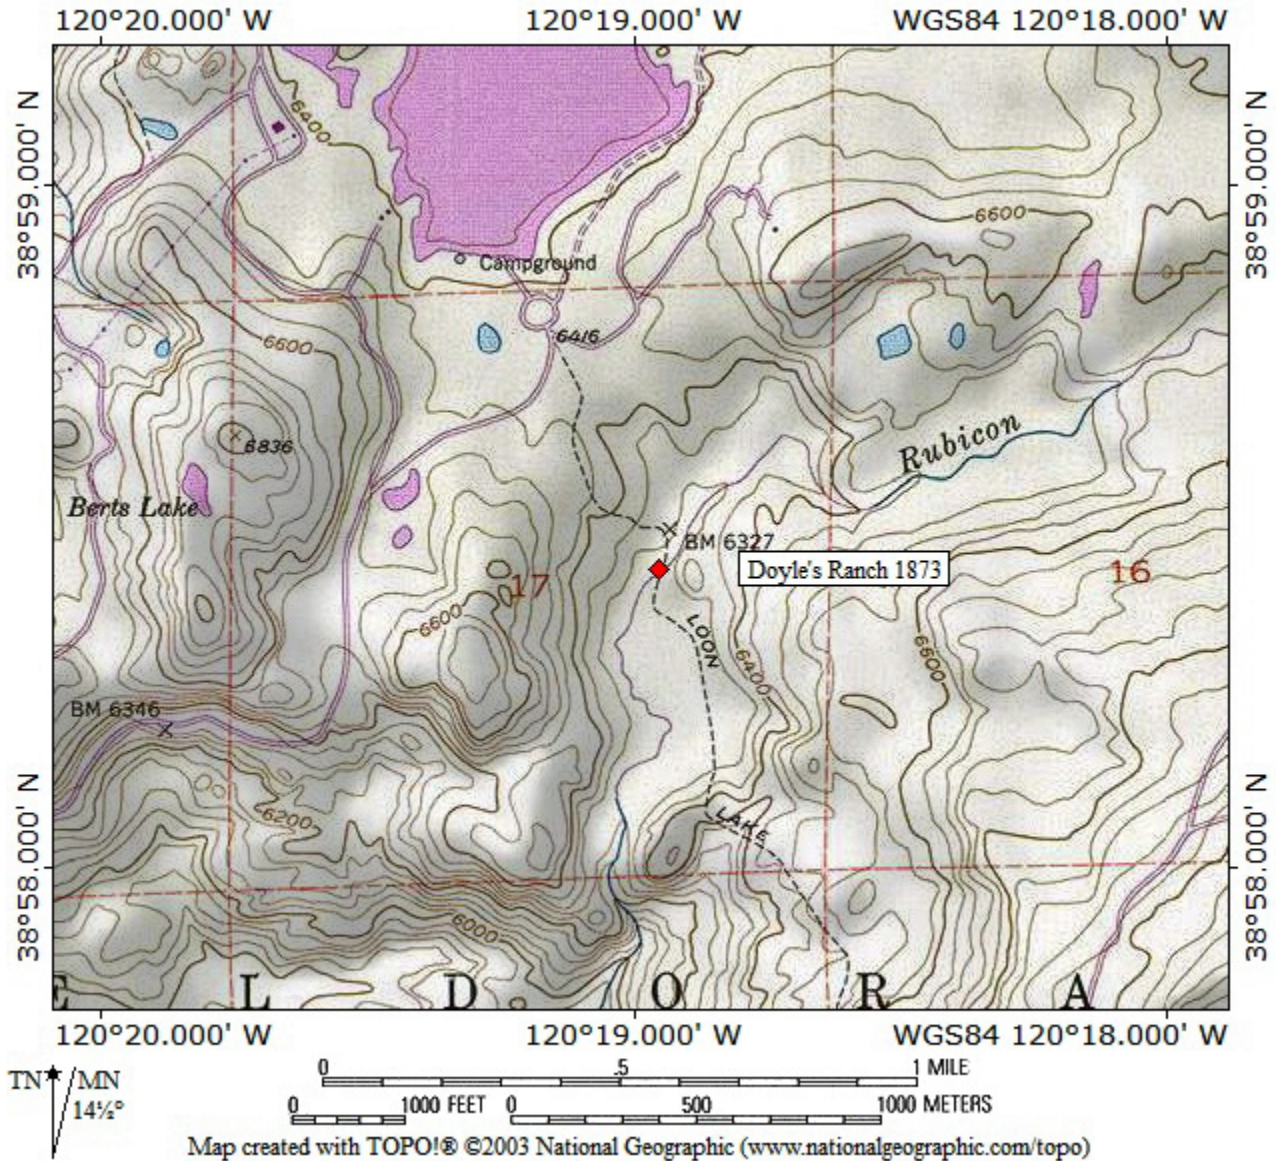 120°20.000' W 120°19.000' W WGS84 120°18.000' W
38°59.000' N
38°59.000' N
6400
6600
Campground
6416
6600
6836
Rubicon
Berts Lake
BM 6327
Doyle's Ranch 1873
17
16
6600
LOON
6400
6600
BM 6346
38°58.000' N
38°58.000' N
6200
LAKE
6000
E L D O R A
120°20.000' W 120°19.000' W WGS84 120°18.000' W
TN MN
14½°
0 .5 1 MILE
0 1000 FEET 0 500 1000 METERS
Map created with TOPO!® ©2003 National Geographic (www.nationalgeographic.com/topo)